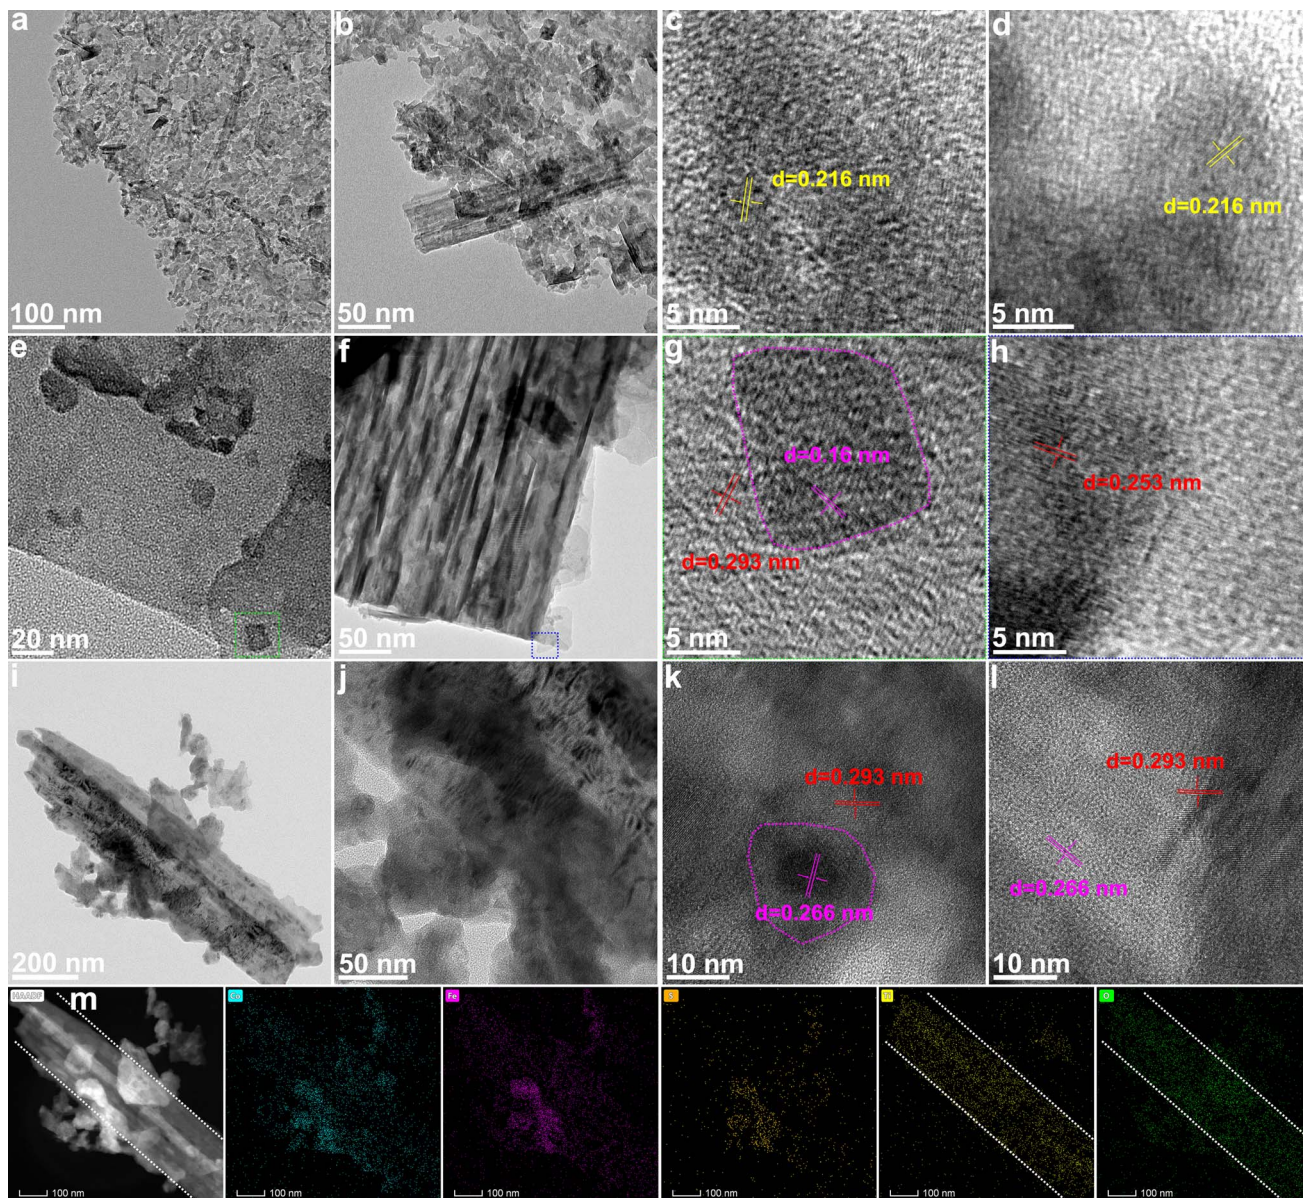 a
b
c
d
d=0.216 nm
d=0.216 nm
100 nm
50 nm
5 nm
5 nm
e
f
g
h
d=0.16 nm
d=0.253 nm
d=0.293 nm
20 nm
50 nm
5 nm
5 nm
i
j
k
l
d=0.293 nm
d=0.293 nm
d=0.266 nm
d=0.266 nm
200 nm
50 nm
10 nm
10 nm
HAADF
m
Co
Fe
S
Ti
O
100 nm
100 nm
100 nm
100 nm
100 nm
100 nm